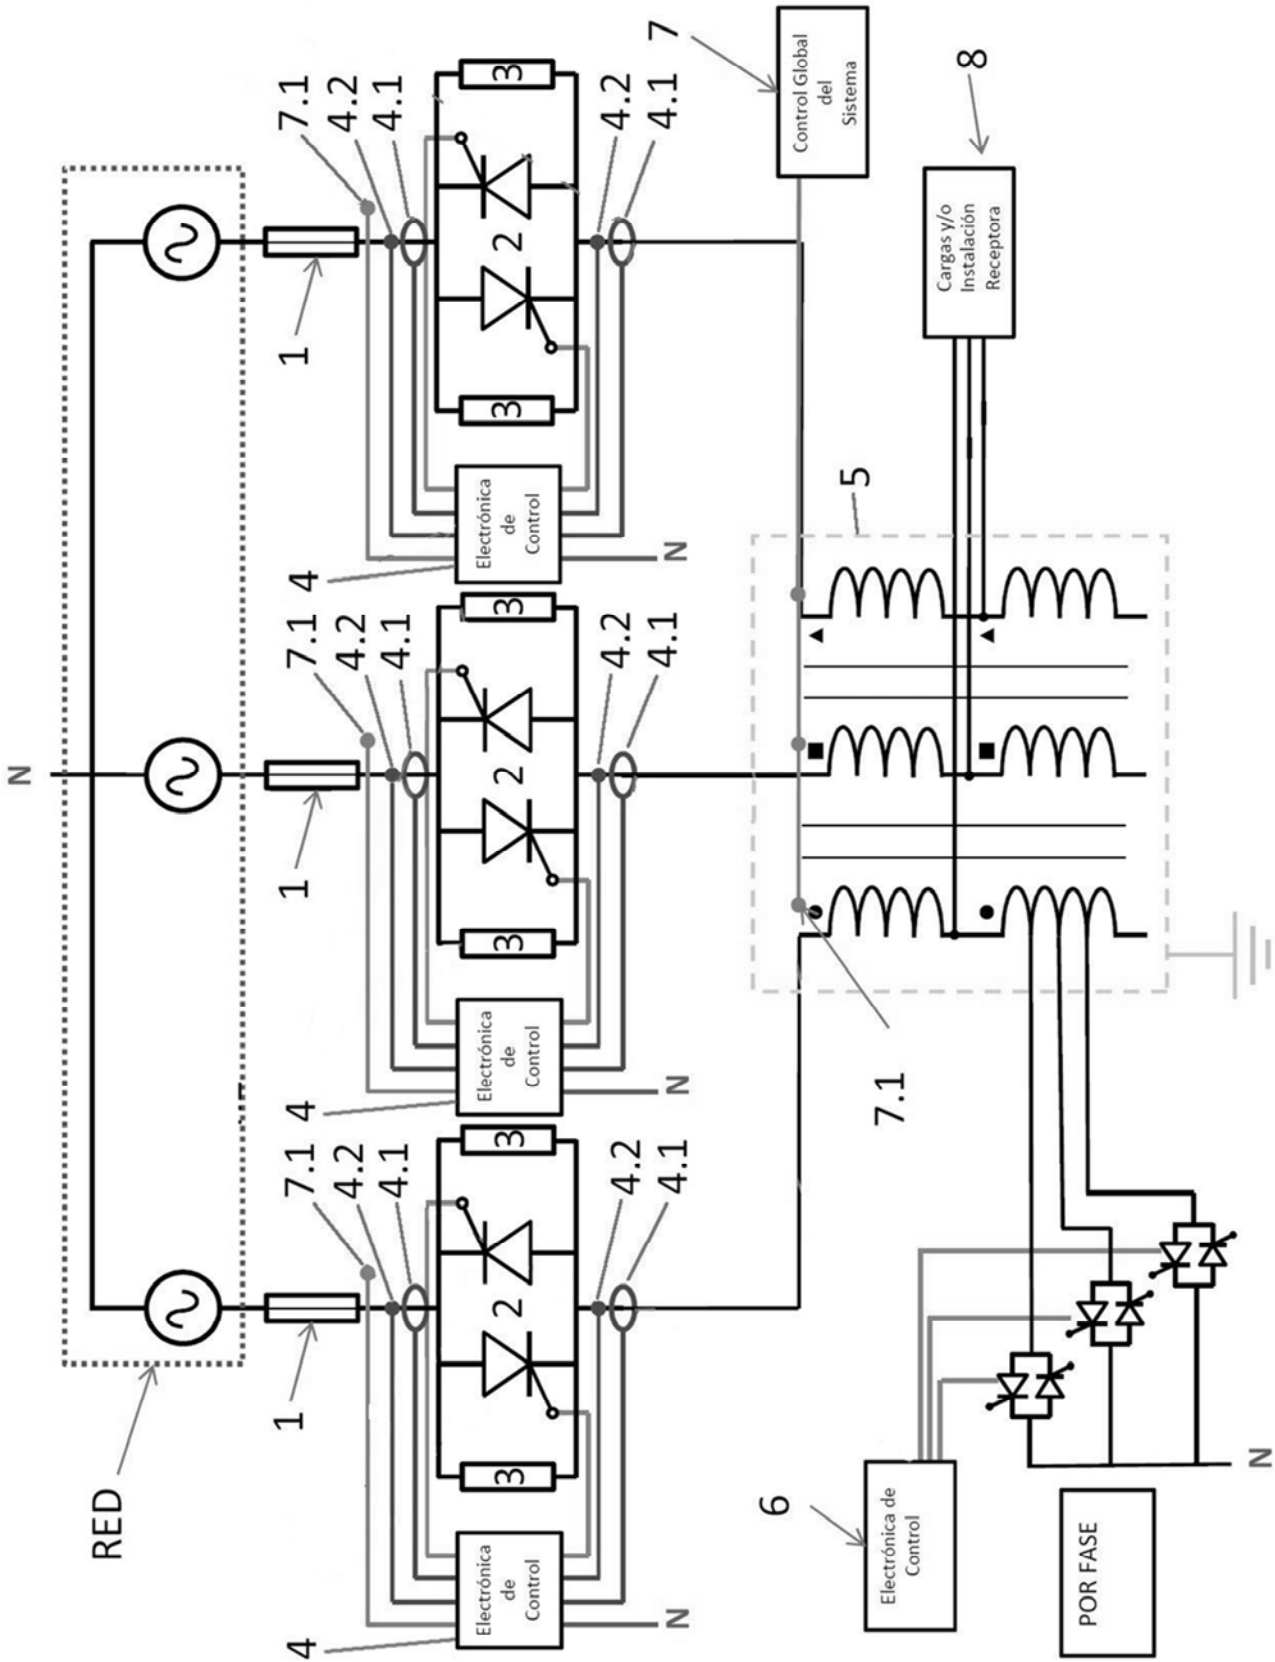 N
RED
1
1
1
4
7.1
4.2
4.1
4
7.1
4.2
4.1
4
7.1
4.2
4.1
Electrónica
de
Control
3
2
3
Electrónica
de
Control
3
2
3
Electrónica
de
Control
3
2
3
4.2
4.1
4.2
4.1
4.2
4.1
N
N
N
7
Control Global
del
Sistema
6
5
Electrónica de
Control
7.1
8
Cargas y/o
Instalación
Receptora
POR FASE
N